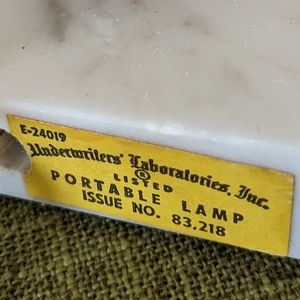 E-24019
Underwriters' Laboratories, Inc.
®
LISTED
PORTABLE LAMP
ISSUE NO. 83,218